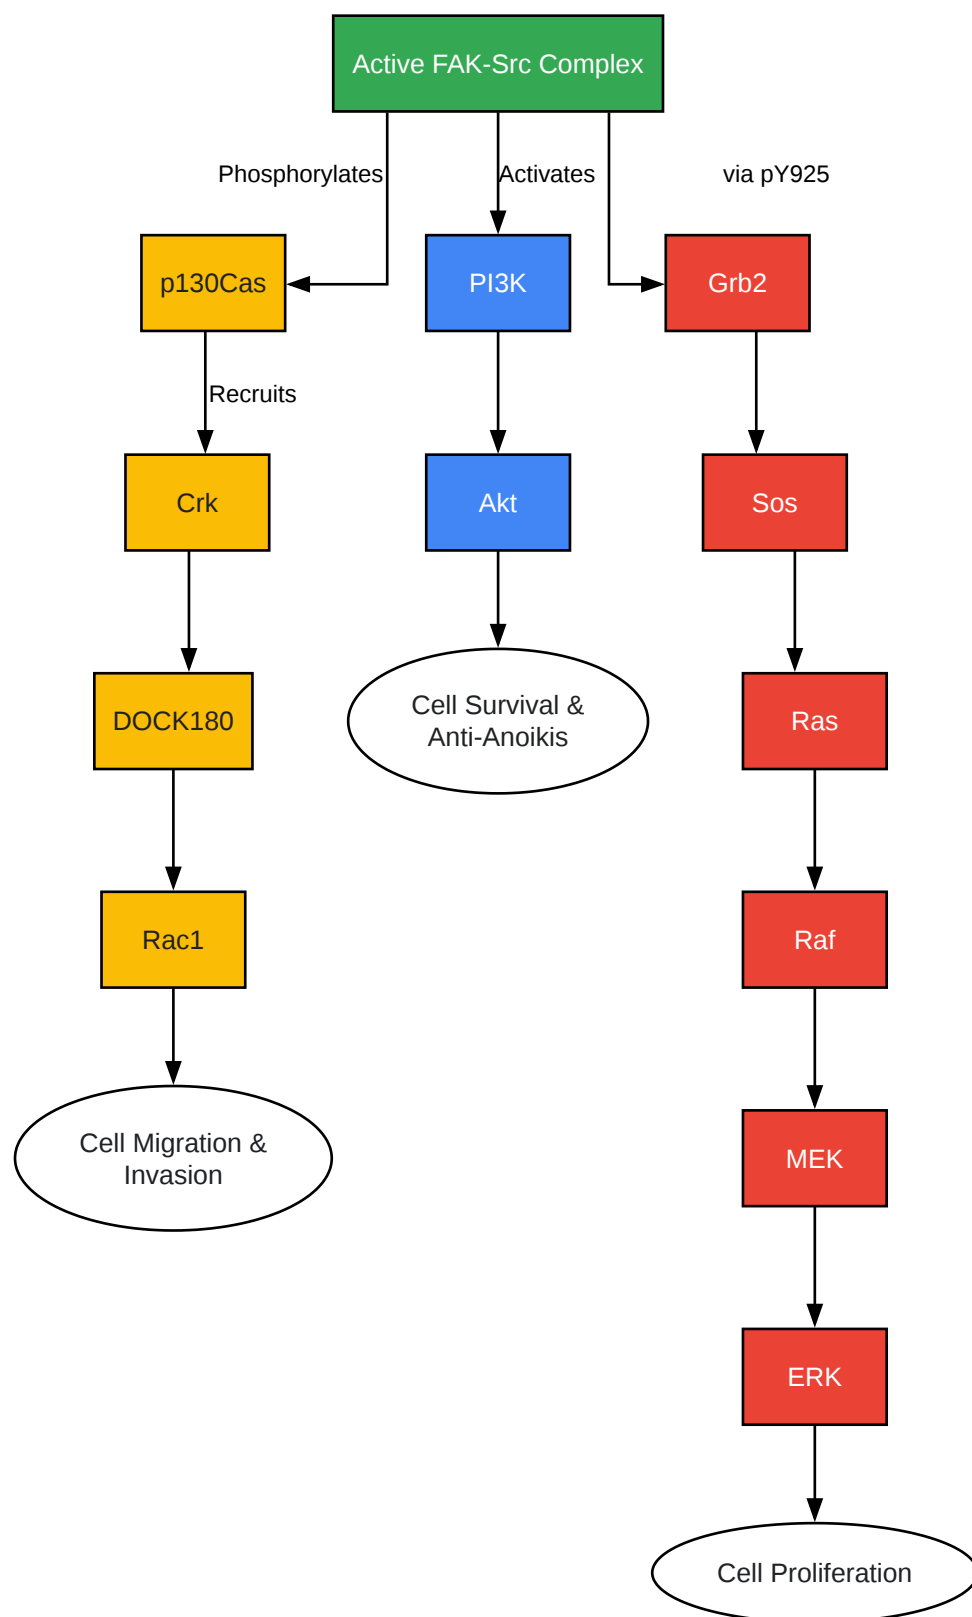 Active FAK-Src Complex
Phosphorylates
Activates
via pY925
p130Cas
PI3K
Grb2
Recruits
Crk
Akt
Sos
Cell Survival &
Anti-Anoikis
DOCK180
Ras
Rac1
Raf
Cell Migration &
Invasion
MEK
ERK
Cell Proliferation